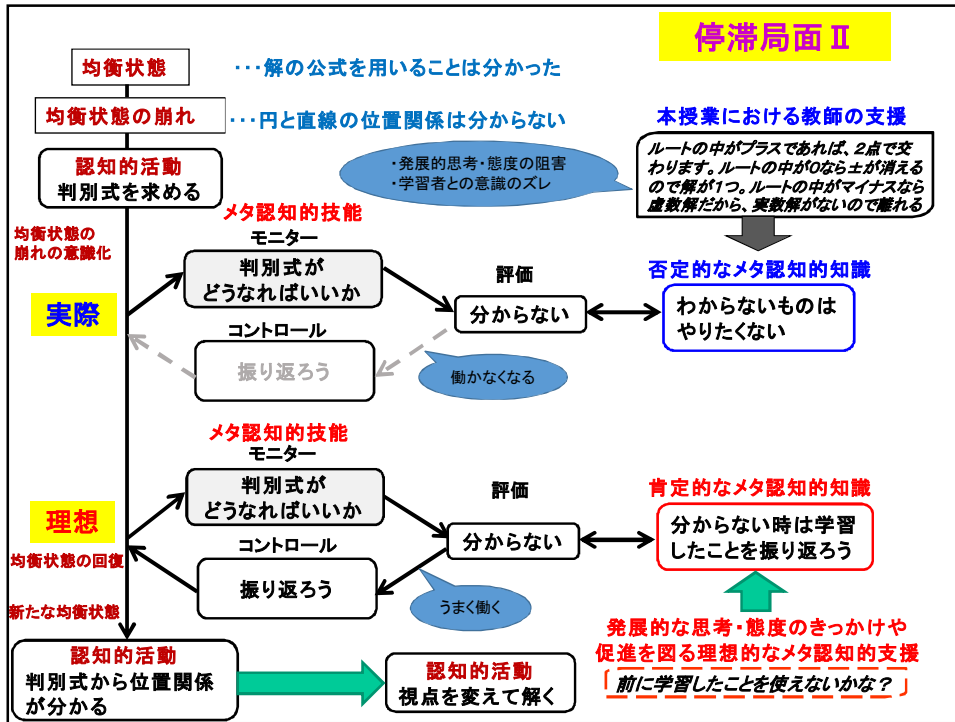 停滞局面Ⅱ
均衡状態
・・・解の公式を用いることは分かった
均衡状態の崩れ
・・・円と直線の位置関係は分からない
認知的活動
判別式を求める
・発展的思考・態度の阻害
・学習者との意識のズレ
本授業における教師の支援
ルートの中がプラスであれば、2点で交
わります。ルートの中が0なら±が消える
ので解が1つ。ルートの中がマイナスなら
虚数解だから、実数解がないので離れる
均衡状態の
崩れの意識化
実際
メタ認知的技能
モニター
判別式が
どうなればいいか
評価
分からない
否定的なメタ認知的知識
わからないものは
やりたくない
コントロール
振り返ろう
働かなくなる
メタ認知的技能
モニター
判別式が
どうなればいいか
評価
分からない
肯定的なメタ認知的知識
分からない時は学習
したことを振り返ろう
理想
均衡状態の回復
コントロール
振り返ろう
うまく働く
新たな均衡状態
認知的活動
判別式から位置関係
が分かる
認知的活動
視点を変えて解く
発展的な思考・態度のきっかけや
促進を図る理想的なメタ認知的支援
前に学習したことを使えないかな？